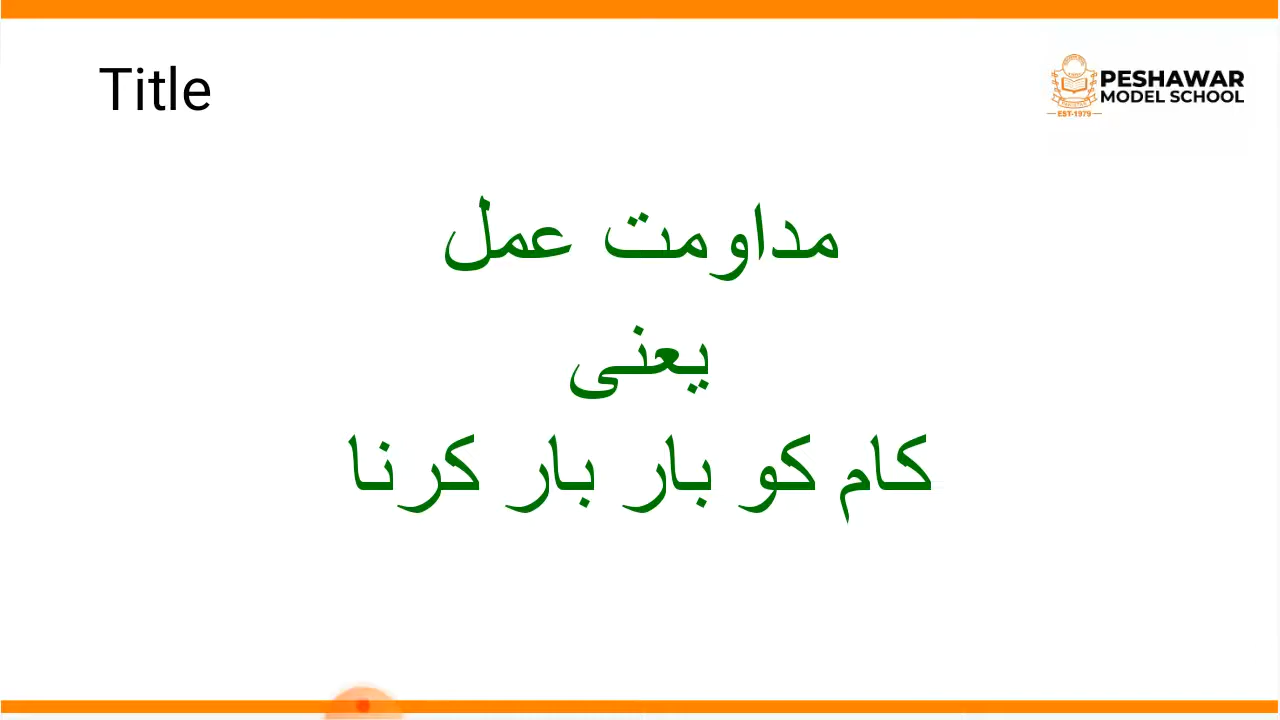 Title
PESHAWAR
MODEL SCHOOL
EST-1979
مداومت عمل
یعنی
کام کو بار بار کرنا